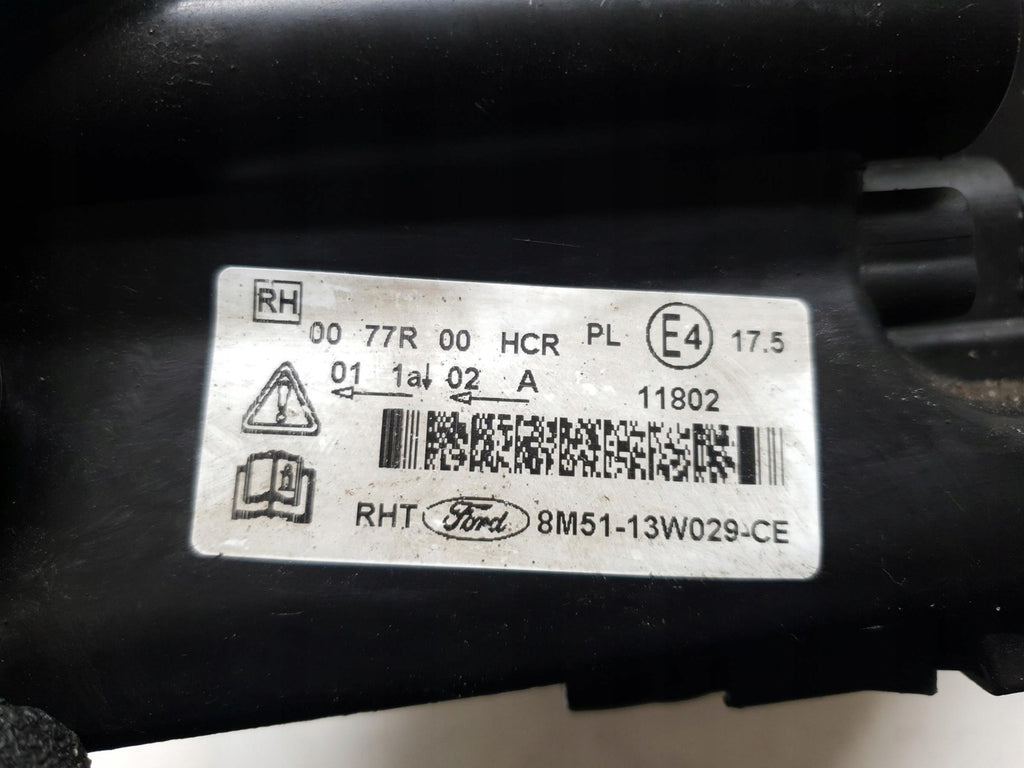 RH
00 77R 00 HCR PL E4 17.5
01 1a 02 A 11802
RHT Ford 8M51-13W029-CE